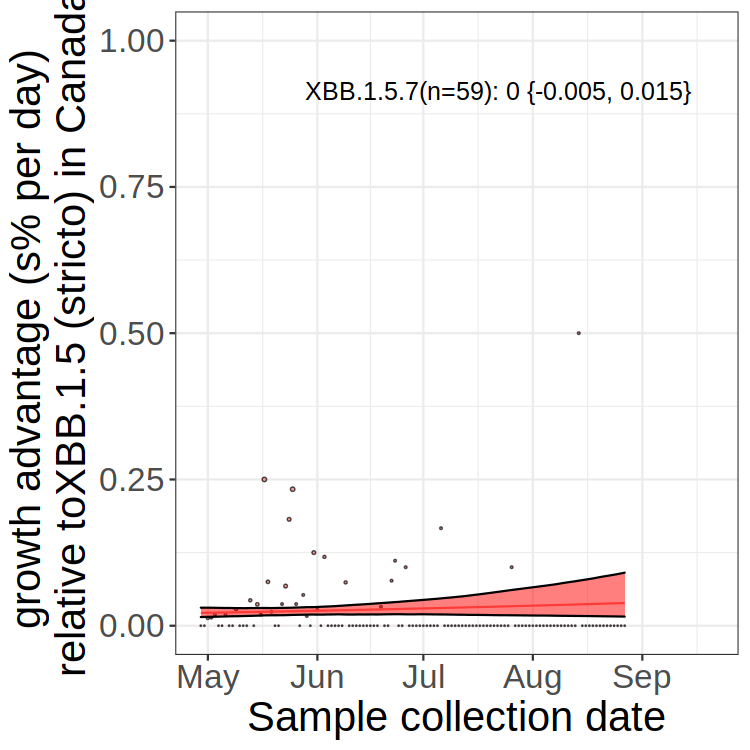 growth advantage (s% per day)
relative toXBB.1.5 (stricto) in Canada
1.00
0.75
0.50
0.25
0.00
XBB.1.5.7(n=59): 0 {-0.005, 0.015}
May Jun Jul Aug Sep
Sample collection date